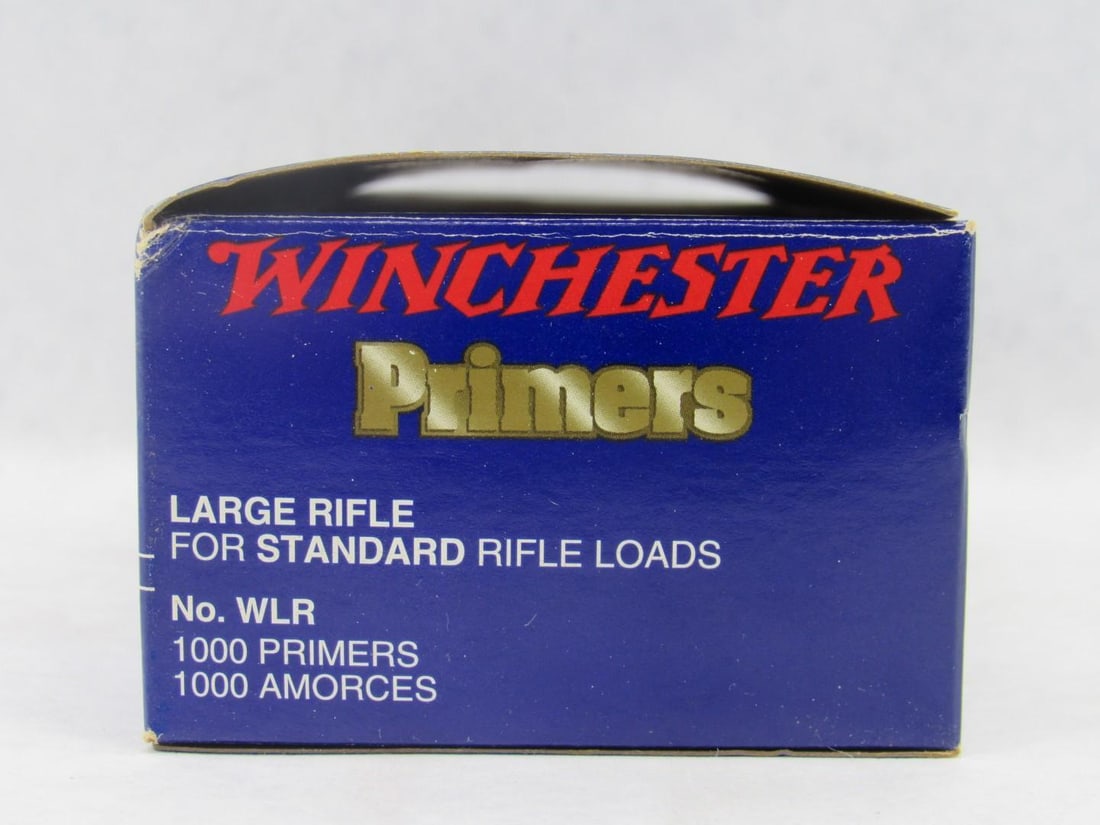 WINCHESTER
Primers
LARGE RIFLE
FOR STANDARD RIFLE LOADS
No. WLR
1000 PRIMERS
1000 AMORCES